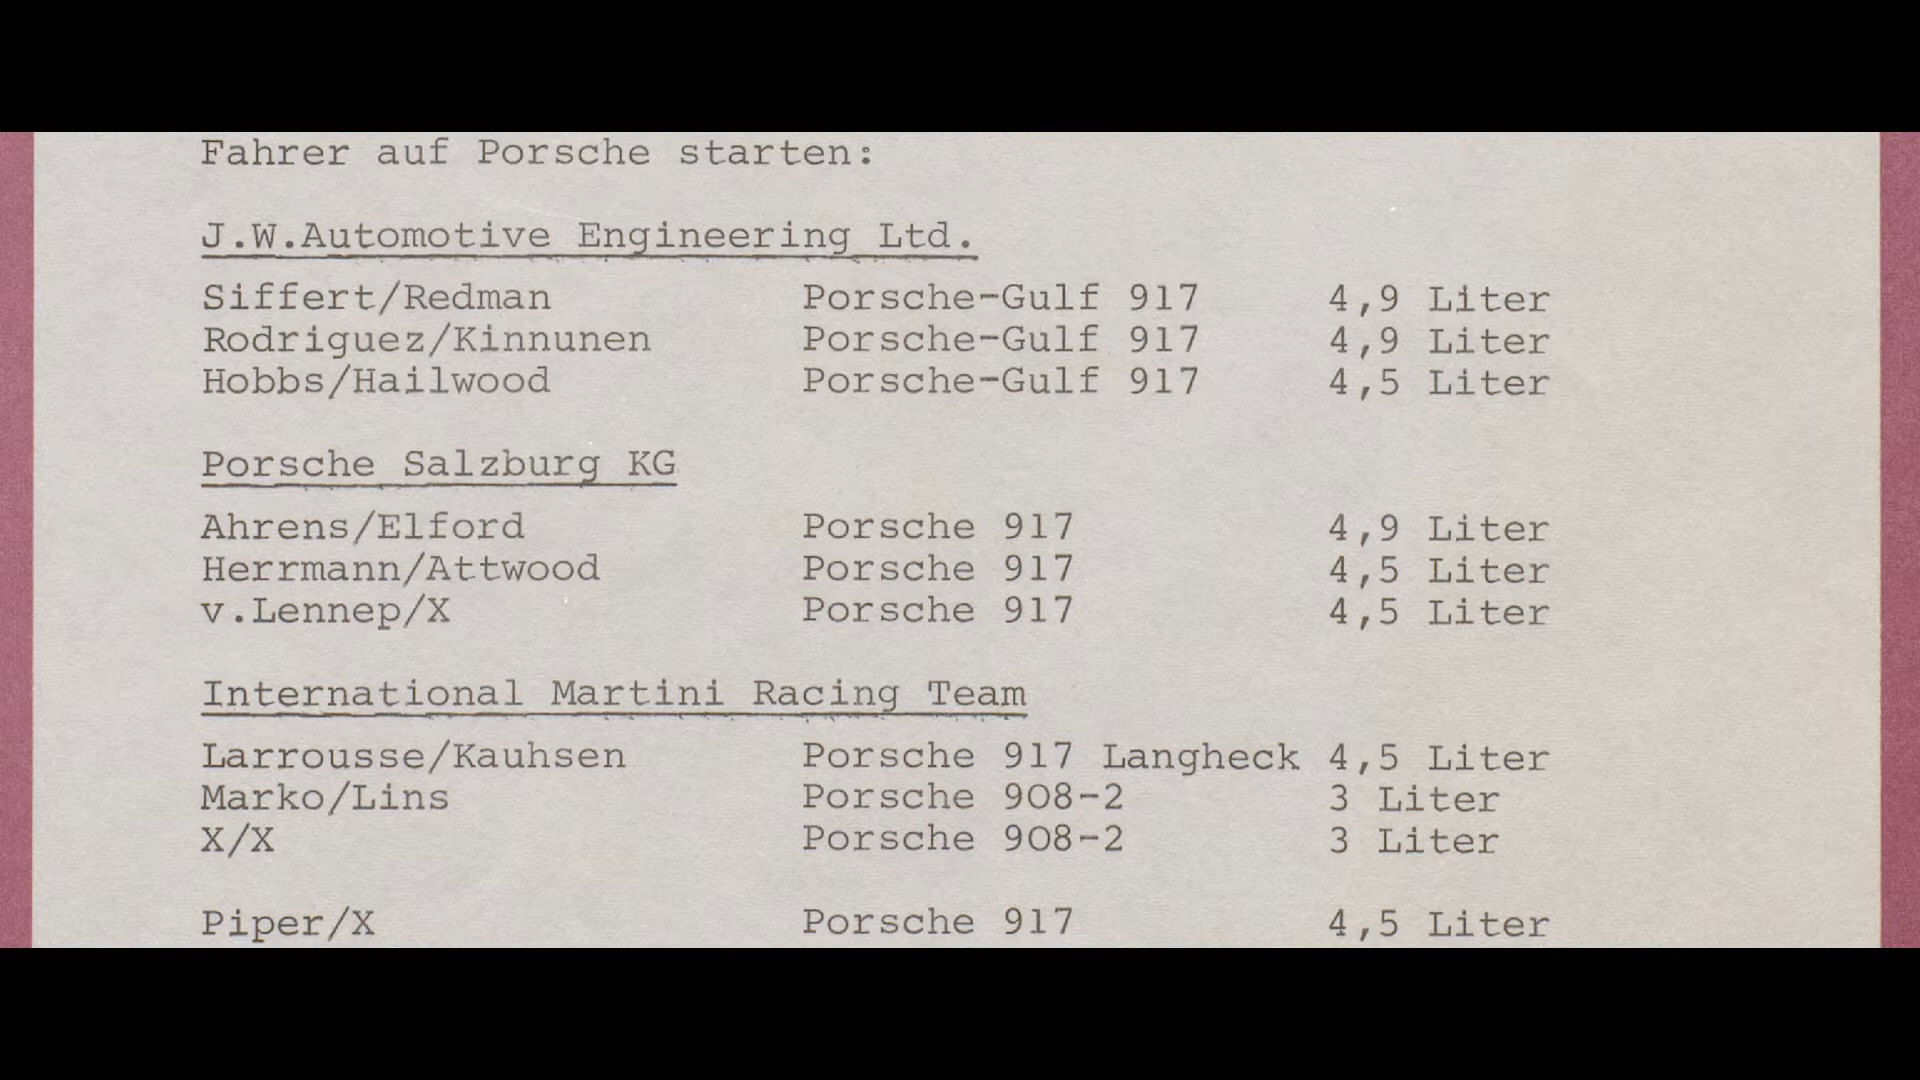 Fahrer auf Porsche starten:
J.W.Automotive Engineering Ltd.
Siffert/Redman Porsche-Gulf 917 4,9 Liter
Rodriguez/Kinnunen Porsche-Gulf 917 4,9 Liter
Hobbs/Hailwood Porsche-Gulf 917 4,5 Liter
Porsche Salzburg KG
Ahrens/Elford Porsche 917 4,9 Liter
Herrmann/Attwood Porsche 917 4,5 Liter
v.Lennep/X Porsche 917 4,5 Liter
International Martini Racing Team
Larrousse/Kauhsen Porsche 917 Langheck 4,5 Liter
Marko/Lins Porsche 908-2 3 Liter
X/X Porsche 908-2 3 Liter
Piper/X Porsche 917 4,5 Liter